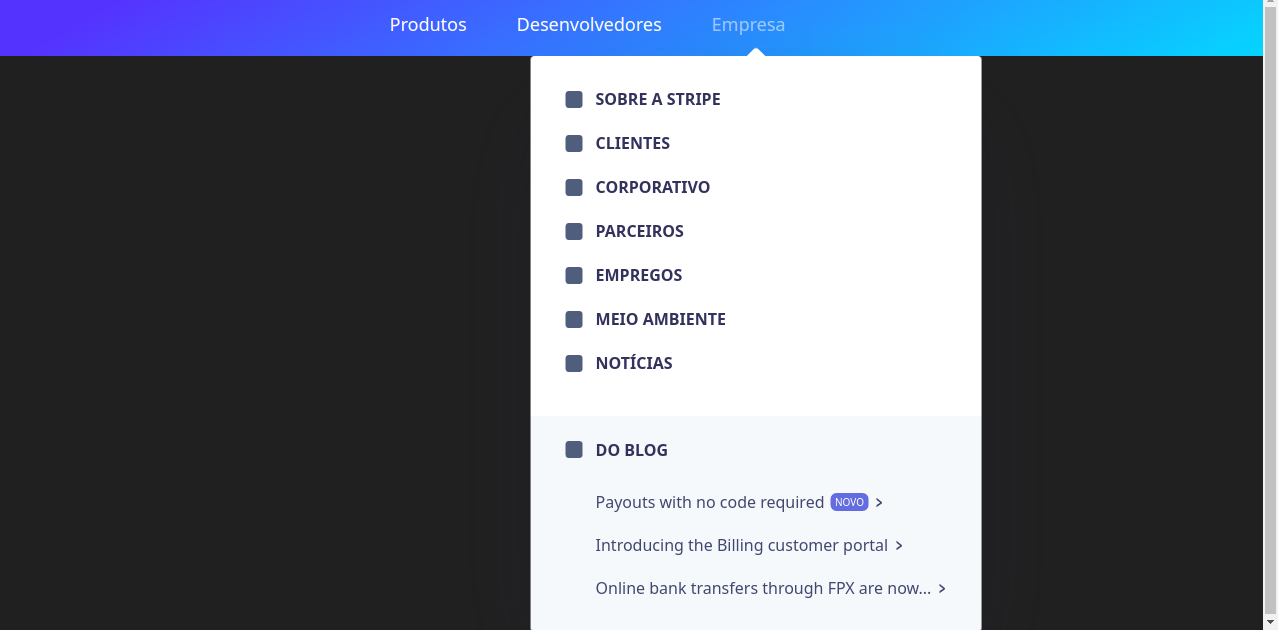 Produtos Desenvolvedores Empresa
SOBRE A STRIPE
CLIENTES
CORPORATIVO
PARCEIROS
EMPREGOS
MEIO AMBIENTE
NOTÍCIAS
DO BLOG
Payouts with no code required NOVO
Introducing the Billing customer portal
Online bank transfers through FPX are now...